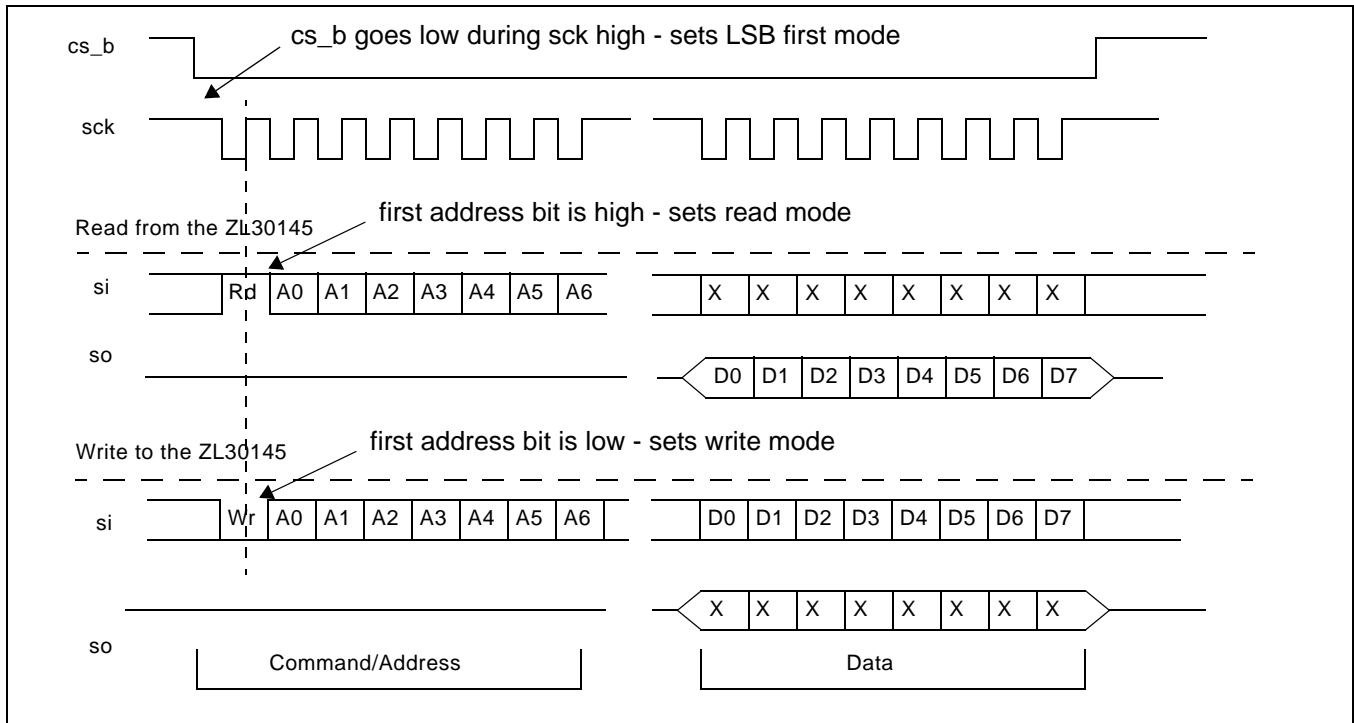 cs_b goes low during sck high - sets LSB first mode
cs_b
sck
first address bit is high - sets read mode
Read from the ZL30145
si
Rd A0 A1 A2 A3 A4 A5 A6 X X X X X X X X
so
D0 D1 D2 D3 D4 D5 D6 D7
first address bit is low - sets write mode
Write to the ZL30145
si
Wr A0 A1 A2 A3 A4 A5 A6 D0 D1 D2 D3 D4 D5 D6 D7
X X X X X X X X
so
Command/Address Data